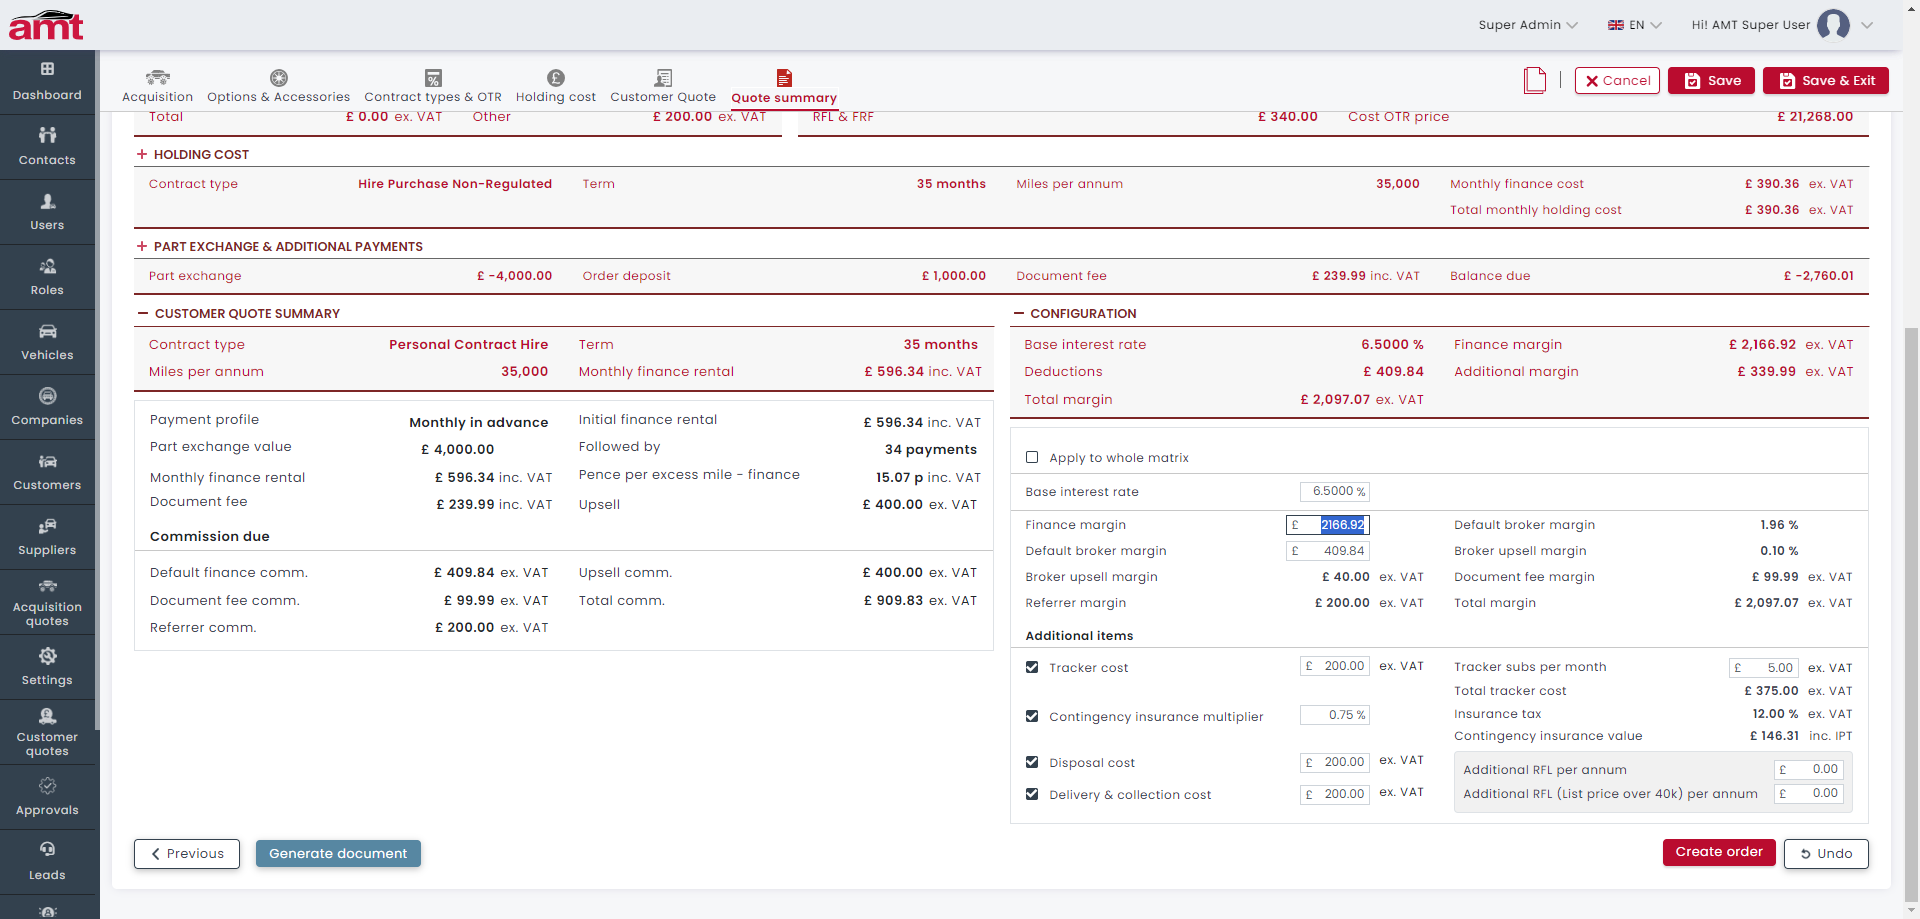 amt
Super Admin
EN
Hi! AMT Super User
Dashboard
Contacts
Users
Roles
Vehicles
Companies
Customers
Suppliers
Acquisition quotes
Settings
Customer quotes
Approvals
Leads
Acquisition
Options & Accessories
Contract types & OTR
Holding cost
Customer Quote
Quote summary
Cancel
Save
Save & Exit
Total £ 0.00 ex. VAT Other £ 200.00 ex. VAT RFL & FRF £ 340.00 Cost OTR price £ 21,268.00
HOLDING COST
Contract type Hire Purchase Non-Regulated Term 35 months Miles per annum 35,000 Monthly finance cost £ 390.36 ex. VAT
Total monthly holding cost £ 390.36 ex. VAT
PART EXCHANGE & ADDITIONAL PAYMENTS
Part exchange £ -4,000.00 Order deposit £ 1,000.00 Document fee £ 239.99 inc. VAT Balance due £ -2,760.01
CUSTOMER QUOTE SUMMARY
Contract type Personal Contract Hire Term 35 months
Miles per annum 35,000 Monthly finance rental £ 596.34 inc. VAT
Payment profile Monthly in advance Initial finance rental £ 596.34 inc. VAT
Part exchange value £ 4,000.00 Followed by 34 payments
Monthly finance rental £ 596.34 inc. VAT Pence per excess mile - finance 15.07 p inc. VAT
Document fee £ 239.99 inc. VAT Upsell £ 400.00 ex. VAT
Commission due
Default finance comm. £ 409.84 ex. VAT Upsell comm. £ 400.00 ex. VAT
Document fee comm. £ 99.99 ex. VAT Total comm. £ 909.83 ex. VAT
Referrer comm. £ 200.00 ex. VAT
CONFIGURATION
Base interest rate 6.5000 % Finance margin £ 2,166.92 ex. VAT
Deductions £ 409.84 Additional margin £ 339.99 ex. VAT
Total margin £ 2,097.07 ex. VAT
Apply to whole matrix
Base interest rate 6.5000 %
Finance margin £ 2166.92 Default broker margin 1.96 %
Default broker margin £ 409.84 Broker upsell margin 0.10 %
Broker upsell margin £ 40.00 ex. VAT Document fee margin £ 99.99 ex. VAT
Referrer margin £ 200.00 ex. VAT Total margin £ 2,097.07 ex. VAT
Additional items
Tracker cost £ 200.00 ex. VAT Tracker subs per month £ 5.00 ex. VAT
Total tracker cost £ 375.00 ex. VAT
Contingency insurance multiplier 0.75 % Insurance tax 12.00 % ex. VAT
Contingency insurance value £ 146.31 inc. IPT
Disposal cost £ 200.00 ex. VAT Additional RFL per annum £ 0.00
Delivery & collection cost £ 200.00 ex. VAT Additional RFL (List price over 40k) per annum £ 0.00
Previous
Generate document
Create order
Undo